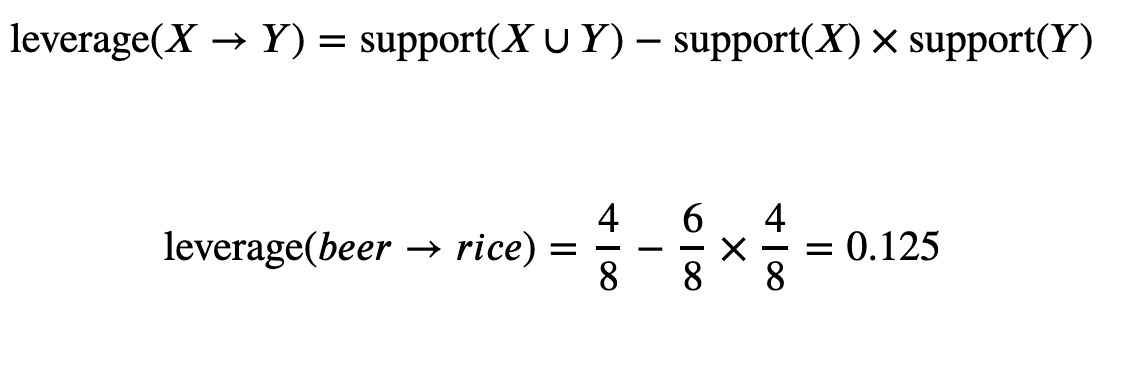 leverage(X → Y) = support(X ∪ Y) − support(X) × support(Y)
leverage(beer → rice) = 4/8 − 6/8 × 4/8 = 0.125